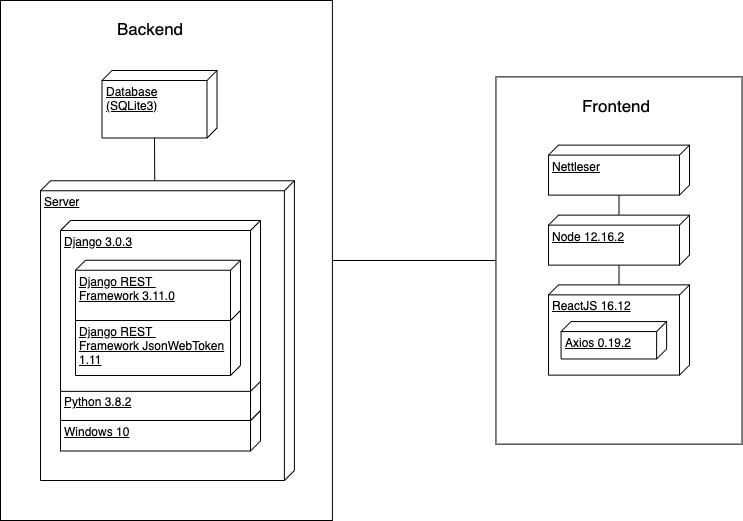 Backend
Database
(SQLite3)
Server
Django 3.0.3
Django REST
Framework 3.11.0
Django REST
Framework JsonWebToken
1.11
Python 3.8.2
Windows 10
Frontend
Nettleser
Node 12.16.2
ReactJS 16.12
Axios 0.19.2